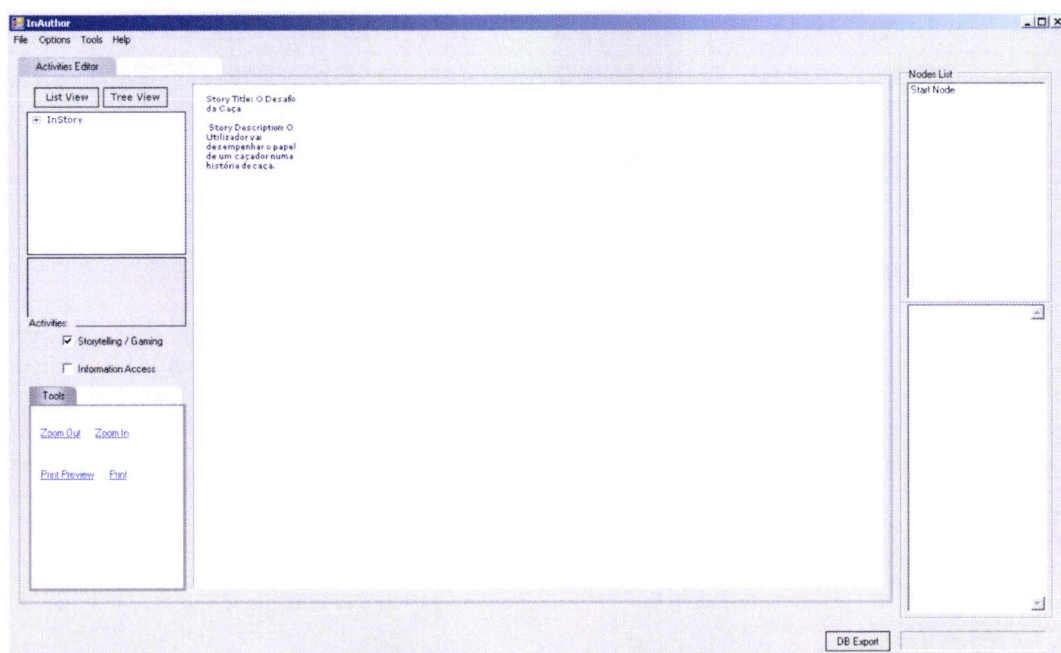 InAuthor
File Options Tools Help
Activities Editor
List View Tree View
InStory
Story Title: O Desafio
da Caça
Story Description: O
Utilizador vai
desempenhar o papel
de um caçador numa
história de caça.
Activities:
Storytelling / Gaming
Information Access
Tools
Zoom Out Zoom In
Print Preview Print
Nodes List
Start Node
DB Export